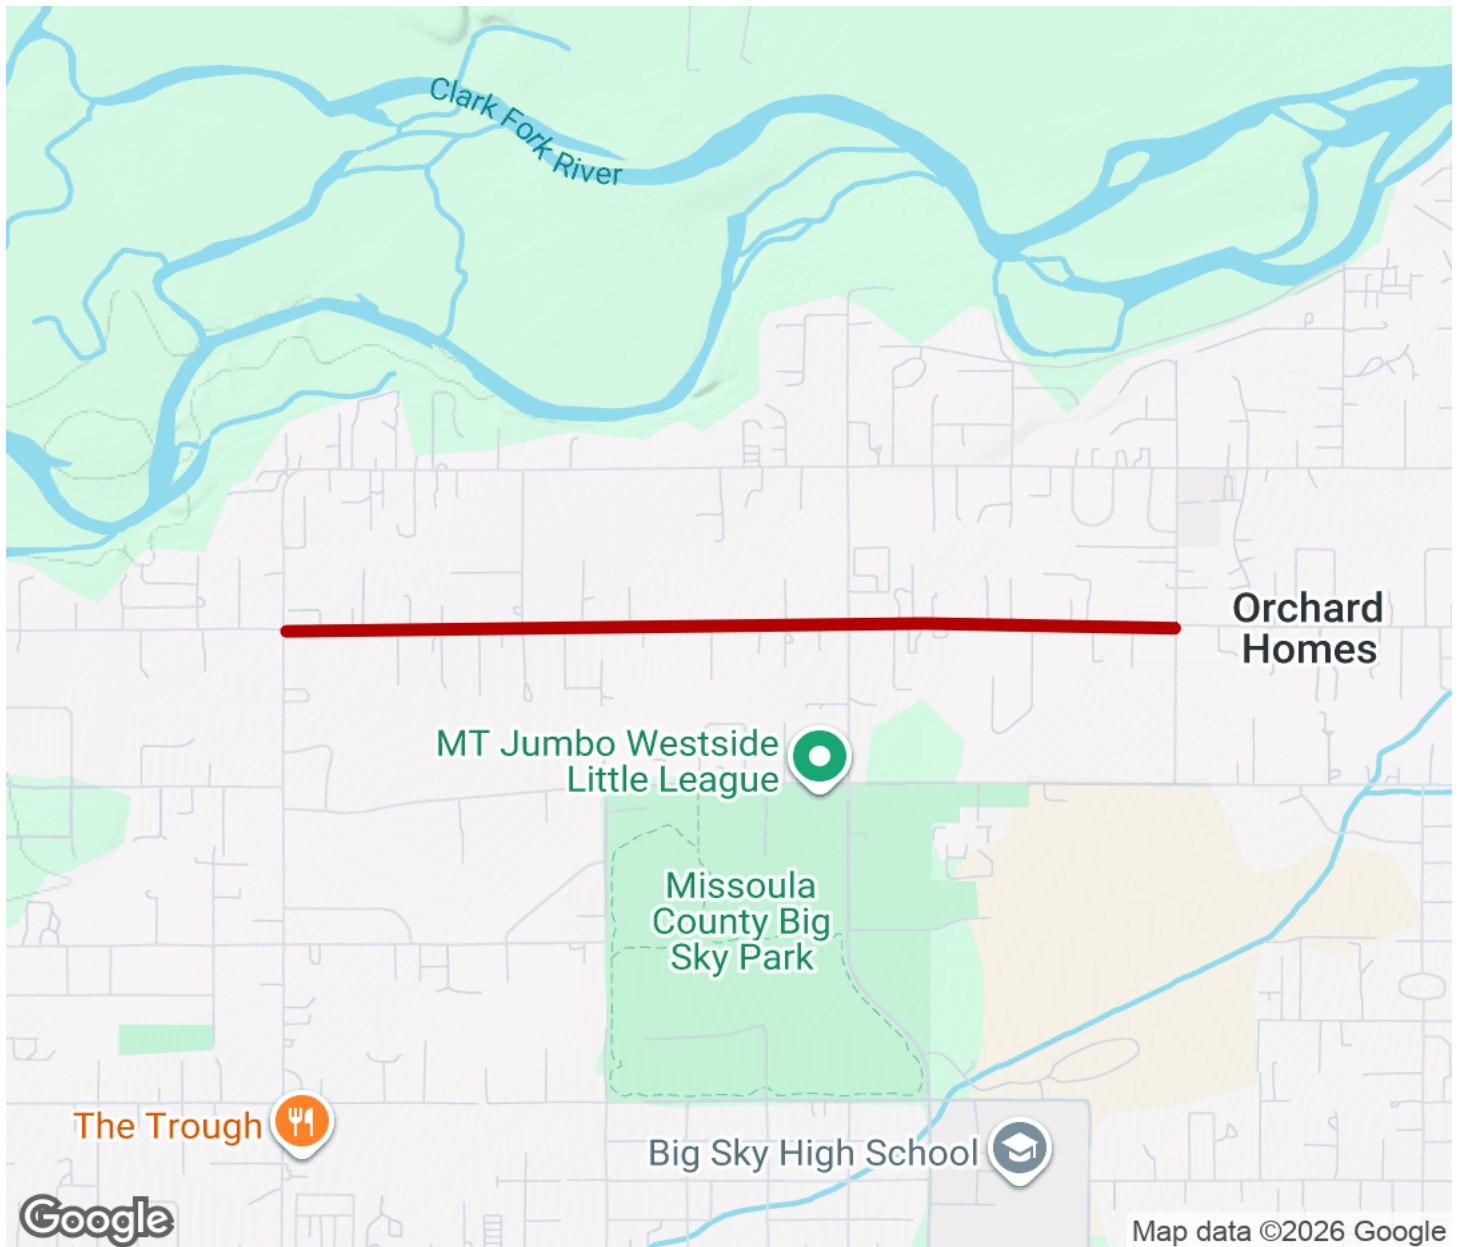 Clark Fork River
Orchard
Homes
MT Jumbo Westside
Little League
Missoula
County Big
Sky Park
The Trough
Big Sky High School
Google
Map data ©2026 Google